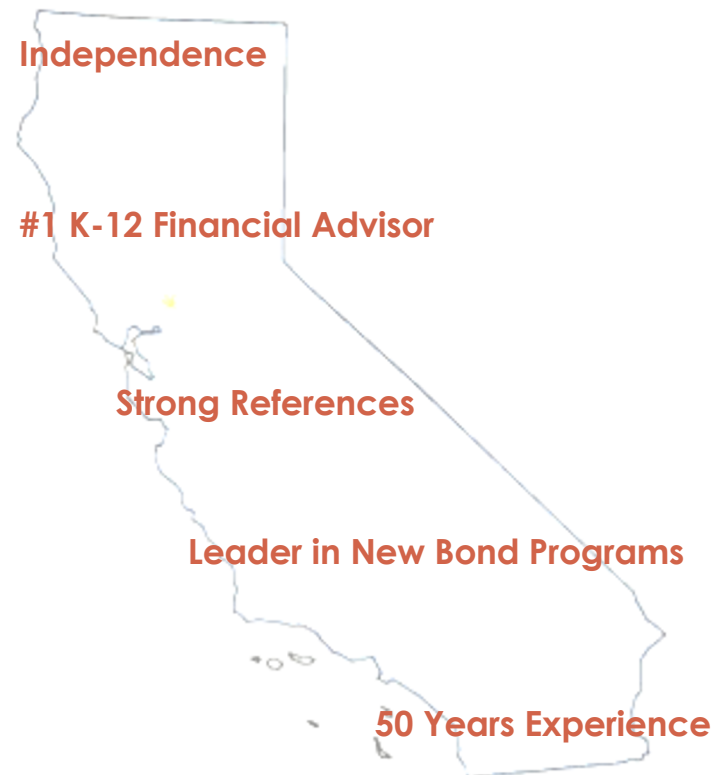 Independence
#1 K-12 Financial Advisor
Strong References
Leader in New Bond Programs
50 Years Experience